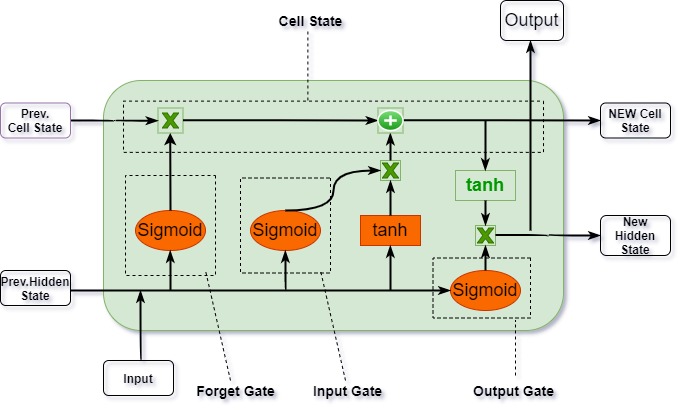 Output
Cell State
Prev.
Cell State
X
+
NEW Cell
State
X
tanh
Sigmoid
Sigmoid
tanh
X
New
Hidden
State
Prev.Hidden
State
Sigmoid
Input
Forget Gate
Input Gate
Output Gate